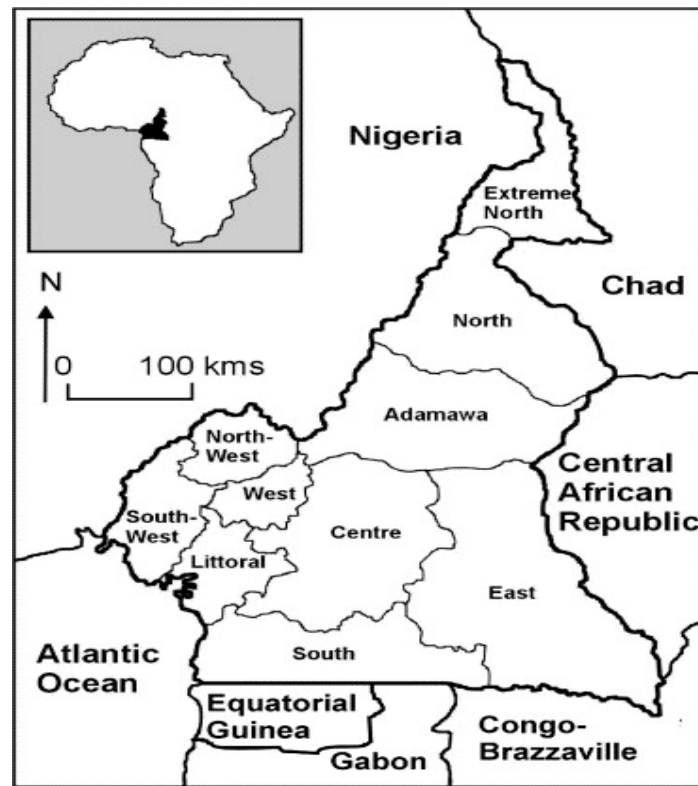 Nigeria
Extreme
North
Chad
N
0 100 kms
North
Adamawa
North-
West
West
Central
African
Republic
South-
West
Centre
Littoral
East
South
Atlantic
Ocean
Equatorial
Guinea
Gabon
Congo-
Brazzaville